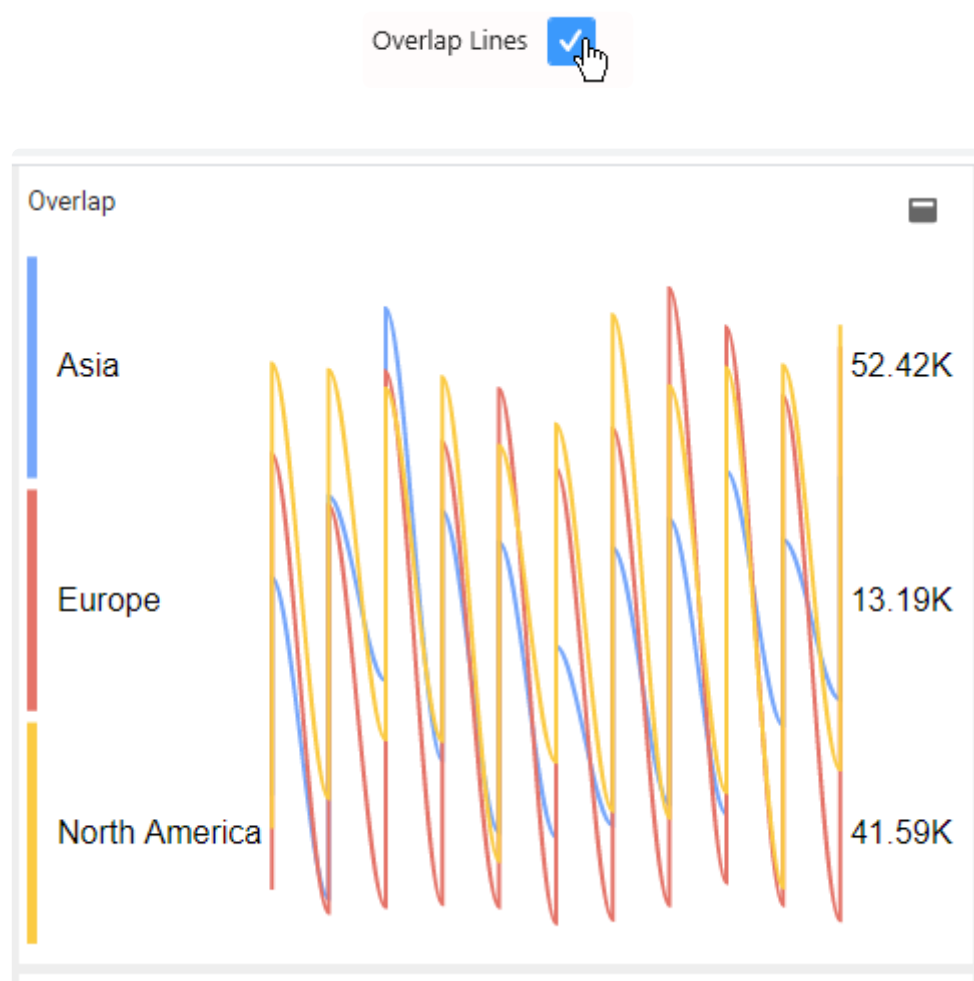 Overlap Lines
Overlap
Asia 52.42K
Europe 13.19K
North America 41.59K